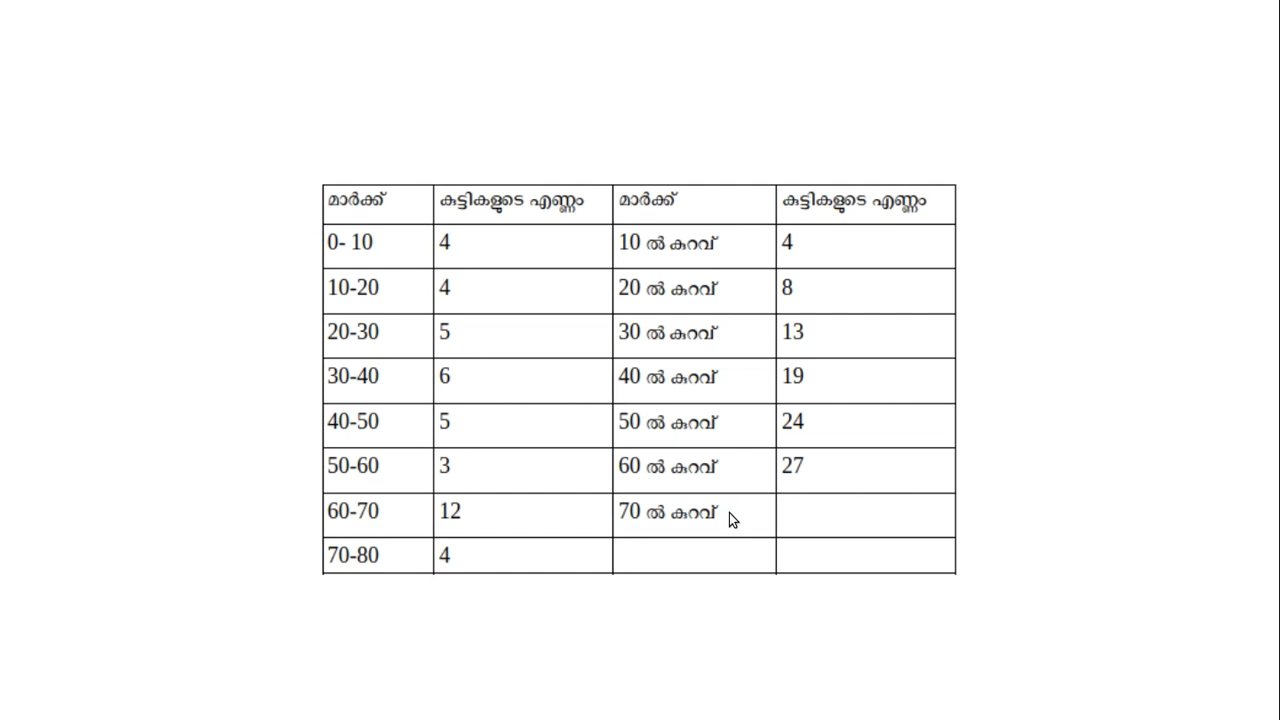 മാർക്ക് കുട്ടികളുടെ എണ്ണം മാർക്ക് കുട്ടികളുടെ എണ്ണം
0- 10 4 10 ൽ കുറവ് 4
10-20 4 20 ൽ കുറവ് 8
20-30 5 30 ൽ കുറവ് 13
30-40 6 40 ൽ കുറവ് 19
40-50 5 50 ൽ കുറവ് 24
50-60 3 60 ൽ കുറവ് 27
60-70 12 70 ൽ കുറവ്
70-80 4